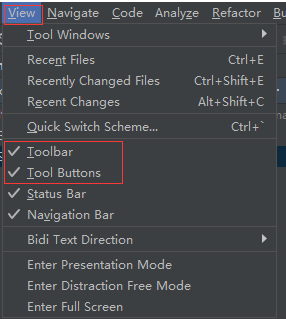 View Navigate Code Analyze Refactor Bu
Tool Windows
Recent Files Ctrl+E
Recently Changed Files Ctrl+Shift+E
Recent Changes Alt+Shift+C
Quick Switch Scheme... Ctrl+`
Toolbar
Tool Buttons
Status Bar
Navigation Bar
Bidi Text Direction
Enter Presentation Mode
Enter Distraction Free Mode
Enter Full Screen